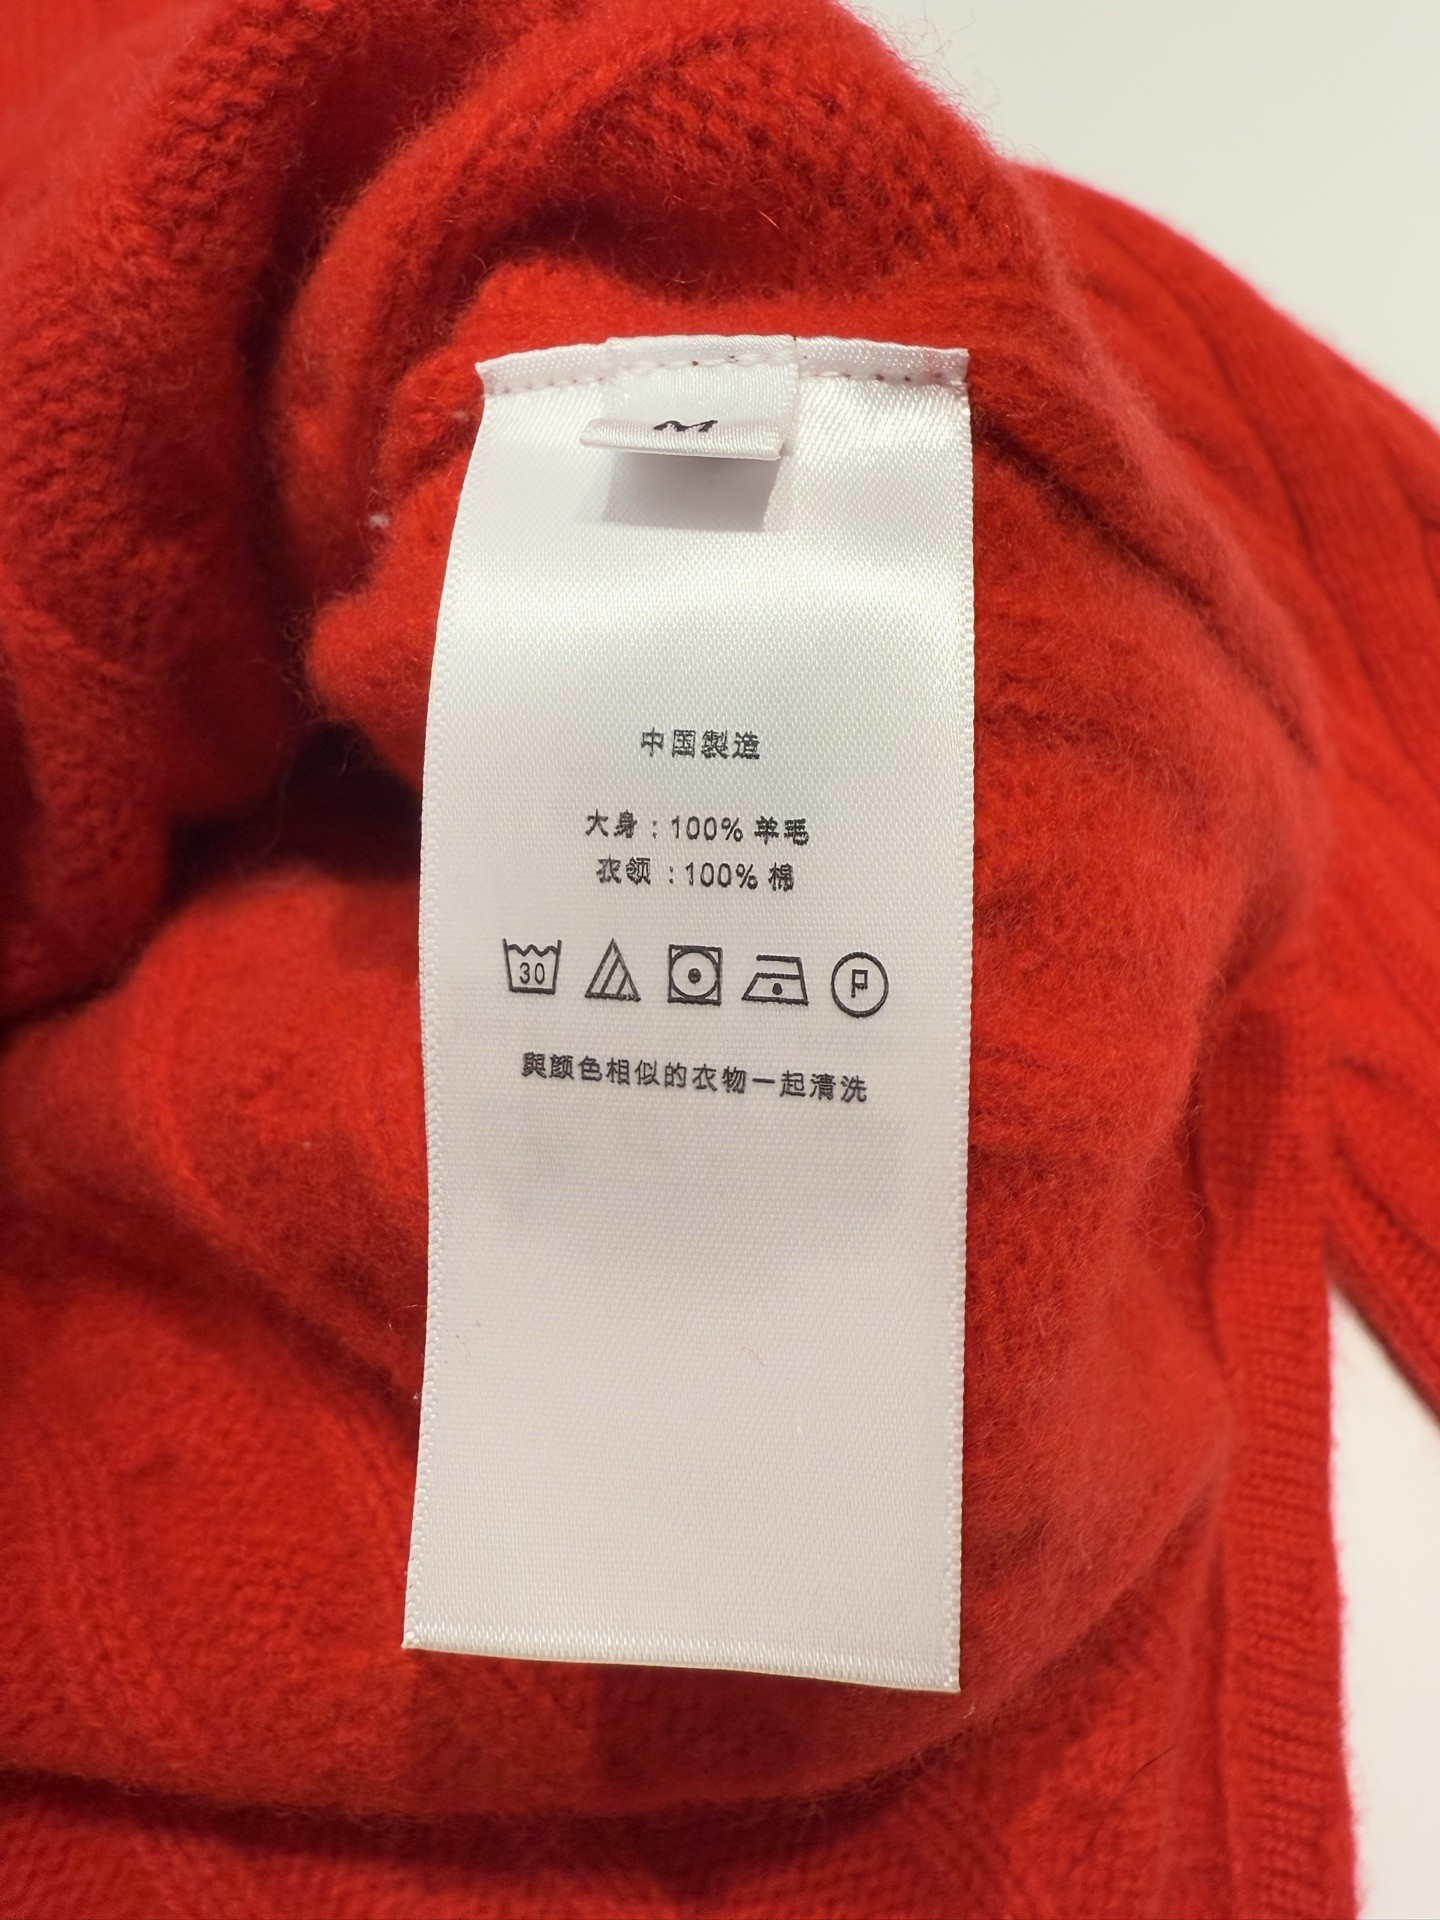 M
中国製造
大身 : 100% 羊毛
衣领 : 100% 棉
30
P
與颜色相似的衣物一起清洗